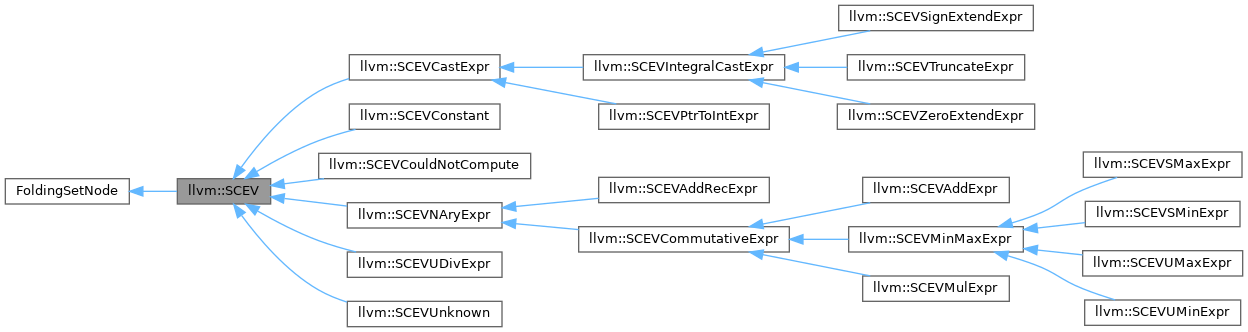 llvm::SCEVSignExtendExpr
llvm::SCEVCastExpr
llvm::SCEVIntegralCastExpr
llvm::SCEVTruncateExpr
llvm::SCEVConstant
llvm::SCEVPtrToIntExpr
llvm::SCEVZeroExtendExpr
llvm::SCEVCouldNotCompute
llvm::SCEVSMaxExpr
FoldingSetNode
llvm::SCEV
llvm::SCEVAddRecExpr
llvm::SCEVAddExpr
llvm::SCEVNAryExpr
llvm::SCEVSMinExpr
llvm::SCEVCommutativeExpr
llvm::SCEVMinMaxExpr
llvm::SCEVUDivExpr
llvm::SCEVUMaxExpr
llvm::SCEVMulExpr
llvm::SCEVUnknown
llvm::SCEVUMinExpr